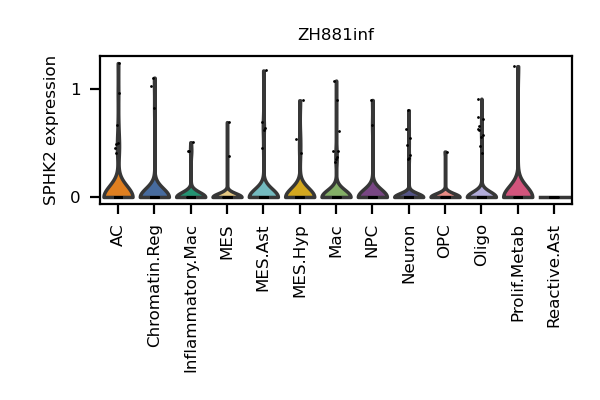 ZH881inf
SPHK2 expression
1
0
AC
Chromatin.Reg
Inflammatory.Mac
MES
MES.Ast
MES.Hyp
Mac
NPC
Neuron
OPC
Oligo
Prolif.Metab
Reactive.Ast